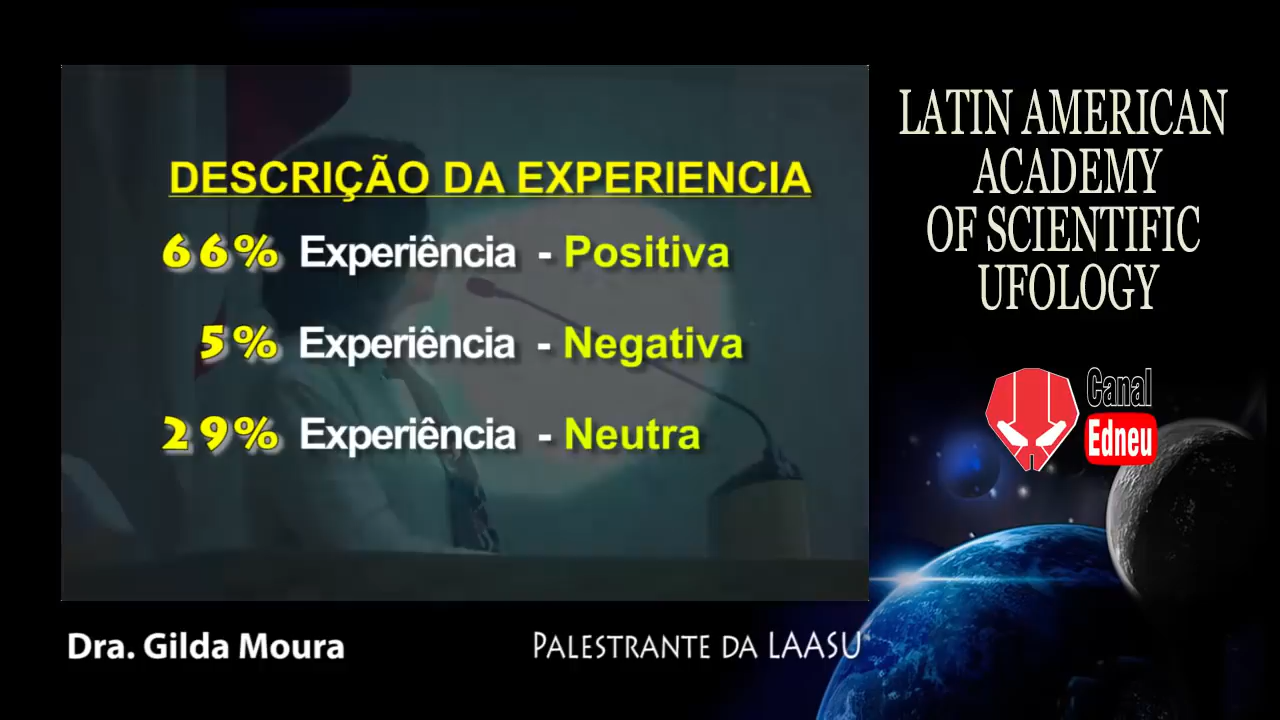 DESCRIÇÃO DA EXPERIENCIA
66% Experiência - Positiva
5% Experiência - Negativa
29% Experiência - Neutra
Dra. Gilda Moura
PALESTRANTE DA LAASU
LATIN AMERICAN
ACADEMY
OF SCIENTIFIC
UFOLOGY
Canal
Edneu